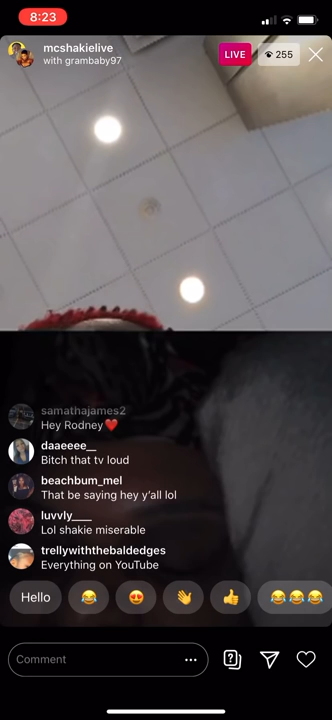 8:23
mcshakielive
with grambaby97
LIVE
255
samathajames2
Hey Rodney❤️
daaeeee__
Bitch that tv loud
beachbum_mel
That be saying hey y'all lol
luvvly____
Lol shakie miserable
trellywiththebaldedges
Everything on YouTube
Hello
Comment